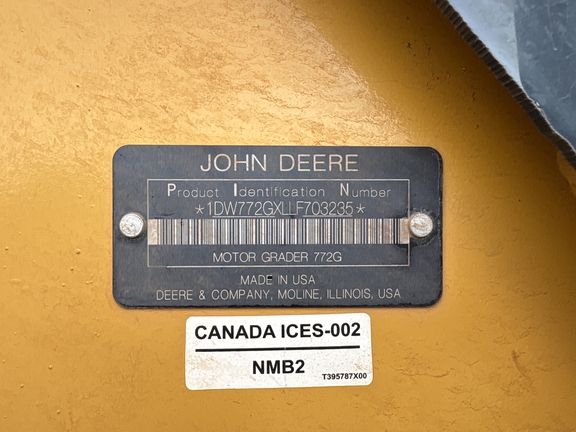 JOHN DEERE
Product Identification Number
*1DW772GXLLF703235*
MOTOR GRADER 772G
MADE IN USA
DEERE & COMPANY, MOLINE, ILLINOIS, USA
CANADA ICES-002
NMB2
T395787X00